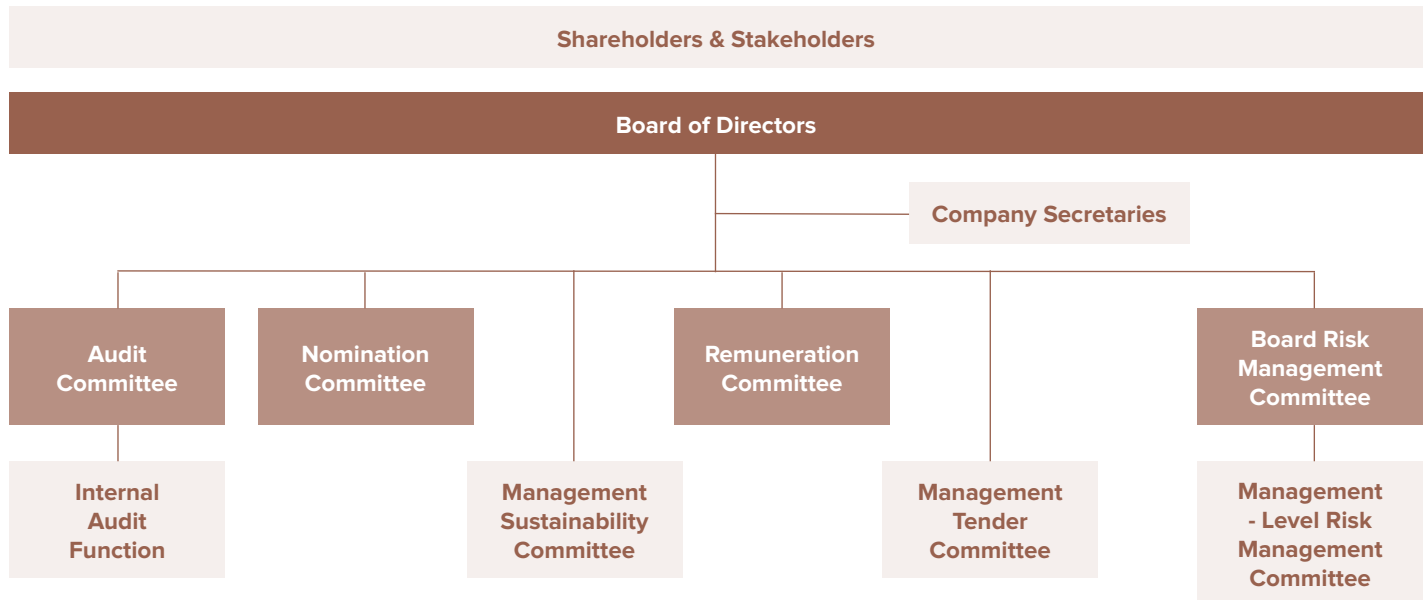 Shareholders & Stakeholders
Board of Directors
Company Secretaries
Audit
Committee
Nomination
Committee
Remuneration
Committee
Board Risk
Management
Committee
Internal
Audit
Function
Management
Sustainability
Committee
Management
Tender
Committee
Management
- Level Risk
Management
Committee